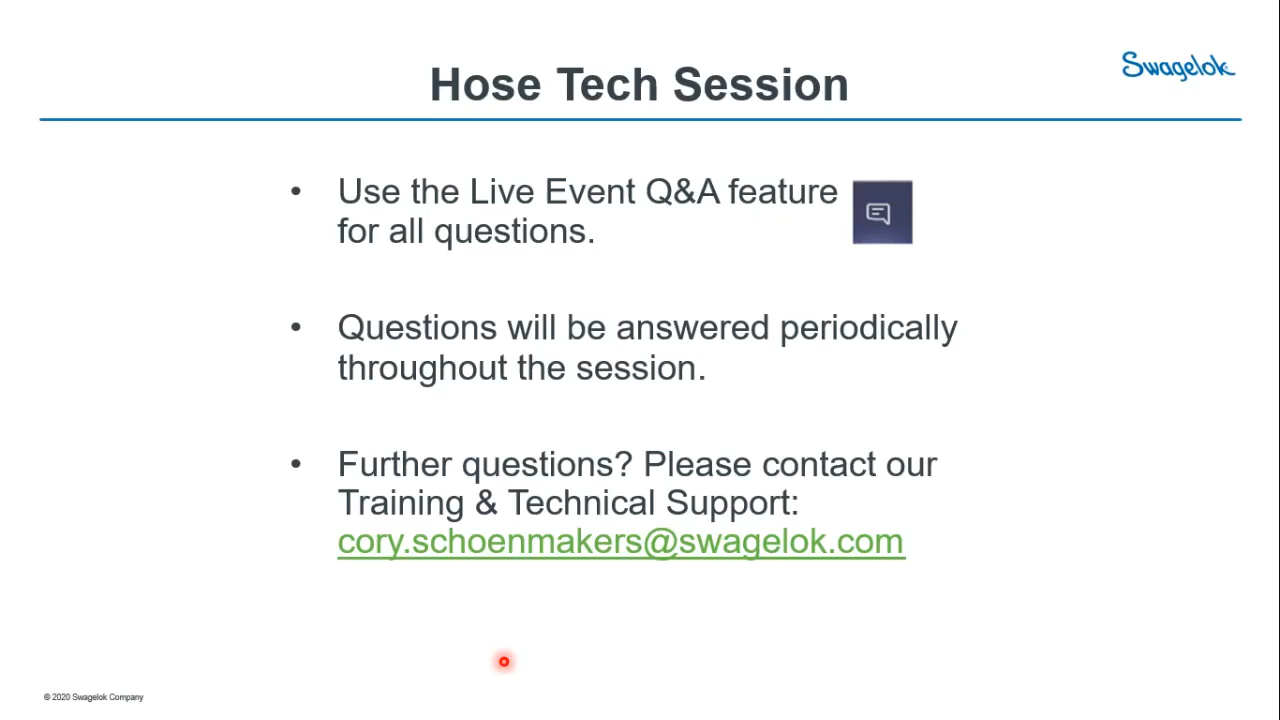 Hose Tech Session
Swagelok
• Use the Live Event Q&A feature
for all questions.
• Questions will be answered periodically
throughout the session.
• Further questions? Please contact our
Training & Technical Support:
cory.schoenmakers@swagelok.com
© 2020 Swagelok Company